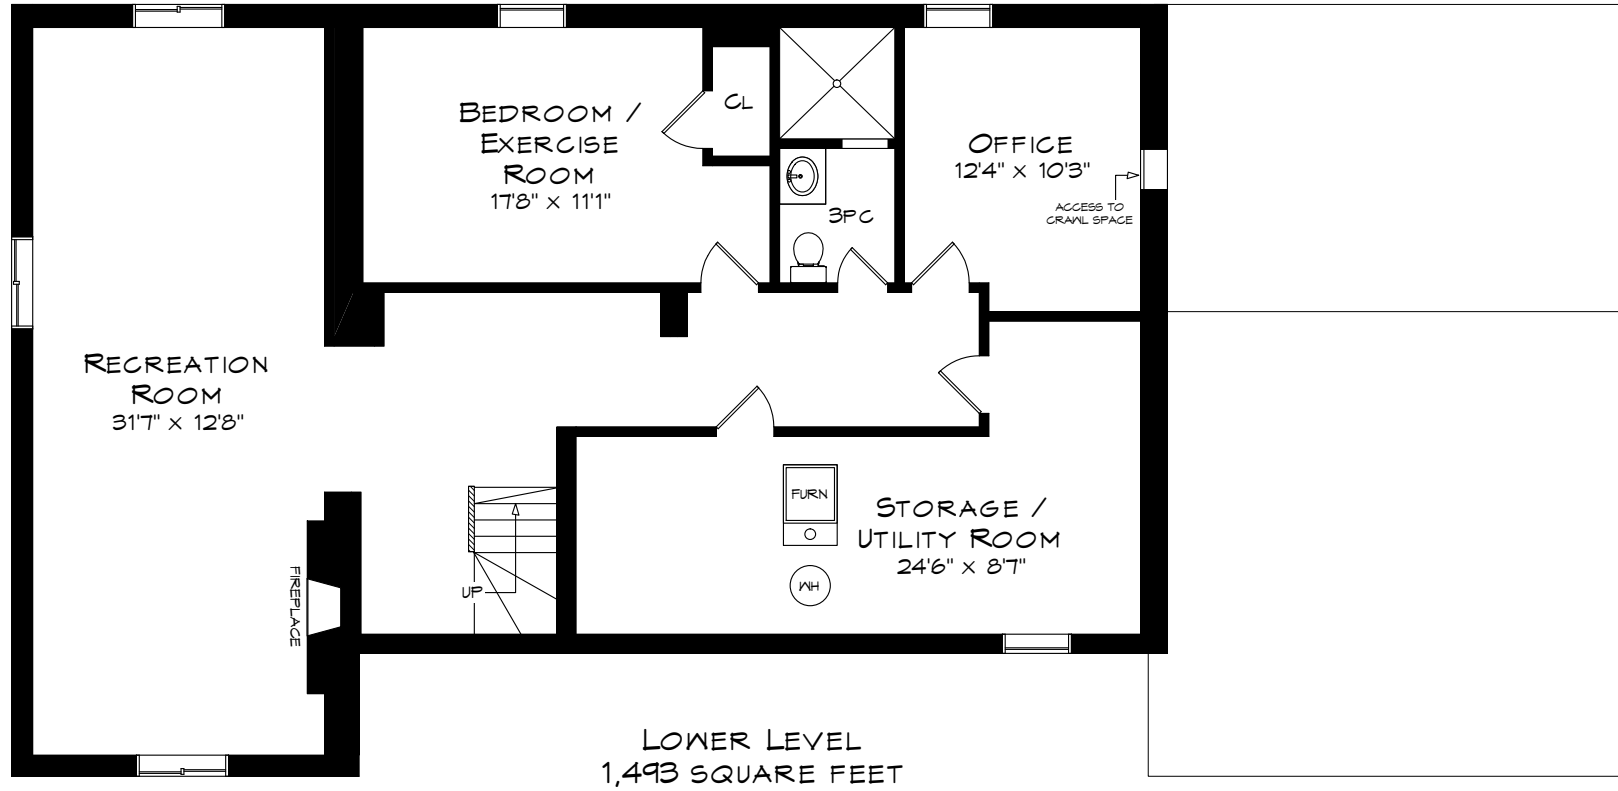 BEDROOM /
EXERCISE
ROOM
17'8" x 11'1"
CL
3PC
OFFICE
12'4" x 10'3"
ACCESS TO
CRAWL SPACE
RECREATION
ROOM
31'7" x 12'8"
FIREPLACE
UP
FURN
WH
STORAGE /
UTILITY ROOM
24'6" x 8'7"
LOWER LEVEL
1,493 SQUARE FEET